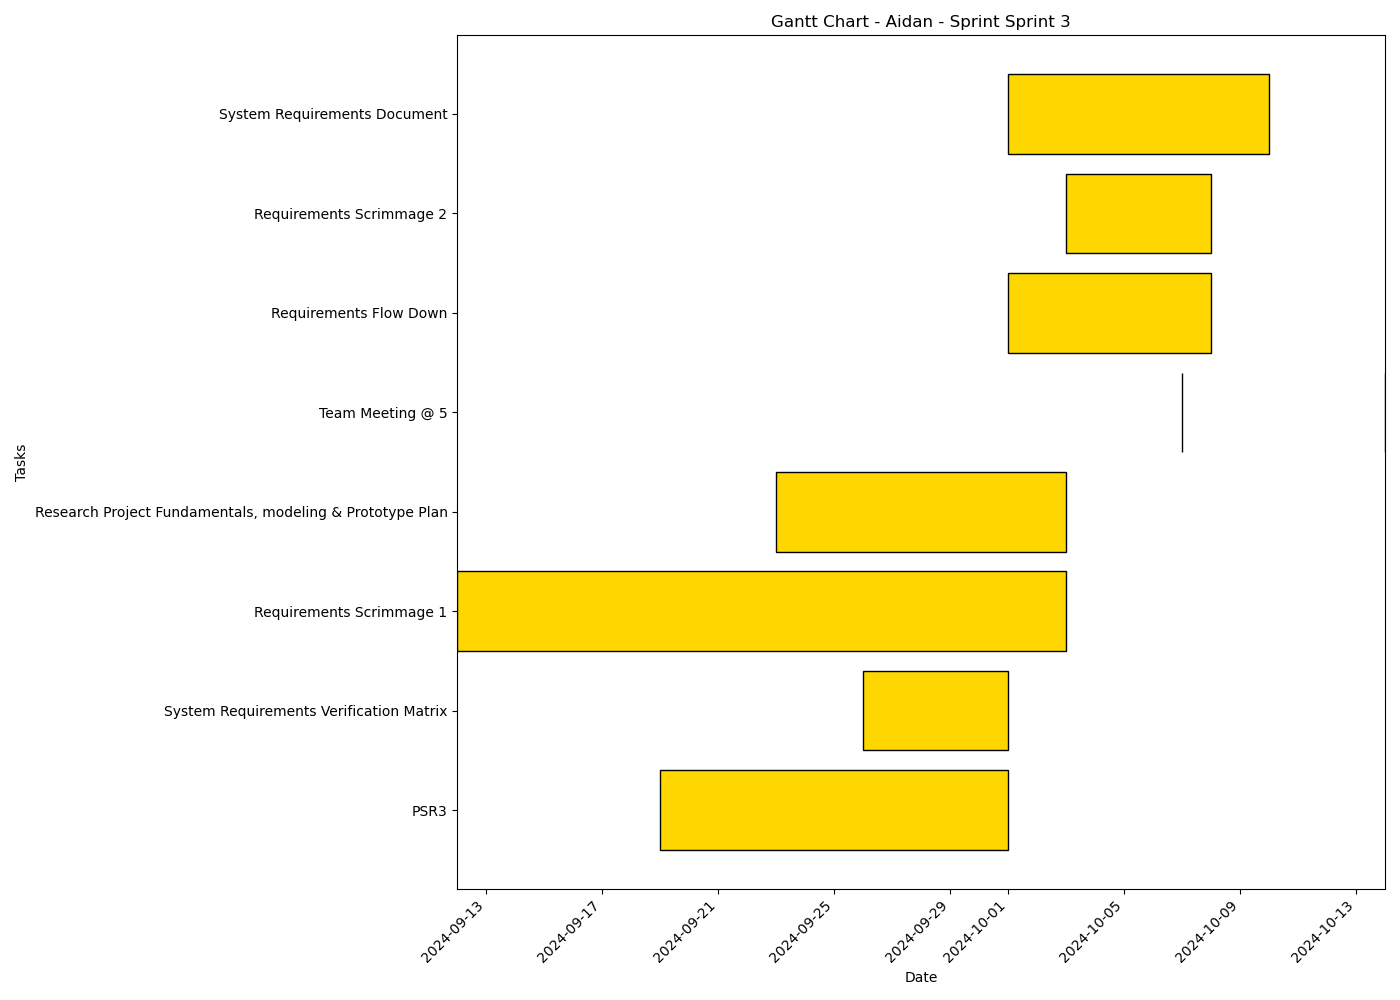 Gantt Chart - Aidan - Sprint Sprint 3
System Requirements Document
Requirements Scrimmage 2
Requirements Flow Down
Team Meeting @ 5
Research Project Fundamentals, modeling & Prototype Plan
Requirements Scrimmage 1
System Requirements Verification Matrix
PSR3
Tasks
2024-09-13
2024-09-17
2024-09-21
2024-09-25
2024-09-29
2024-10-01
2024-10-05
2024-10-09
2024-10-13
Date